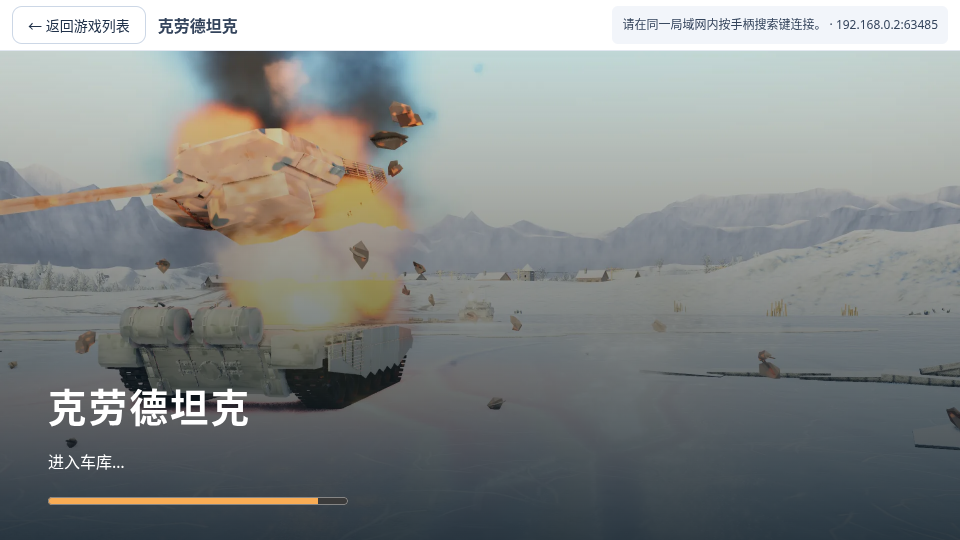 ← 返回游戏列表
克劳德坦克
请在同一局域网内按手柄搜索键连接。 · 192.168.0.2:63485
克劳德坦克
进入车库...